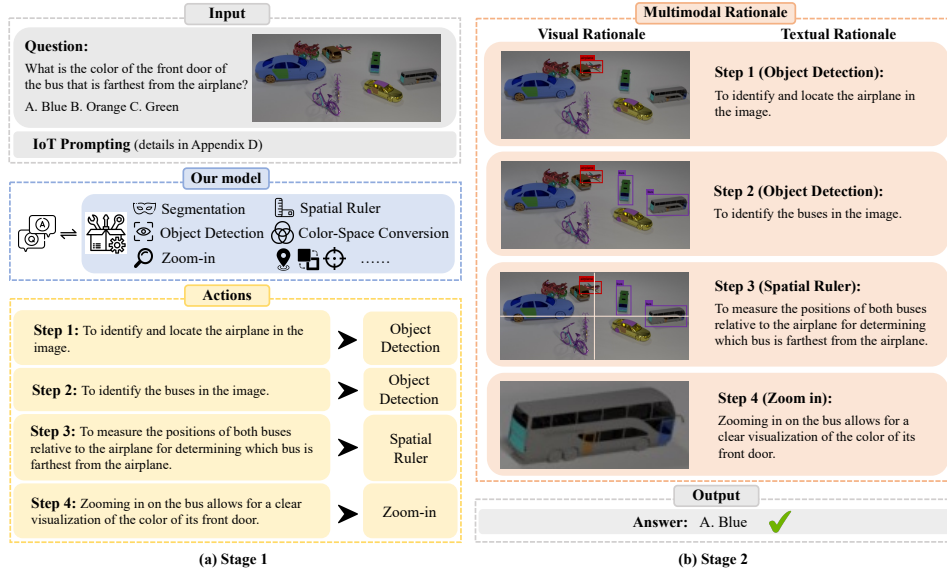 Input
Question:
What is the color of the front door of
the bus that is farthest from the airplane?
A. Blue B. Orange C. Green
IoT Prompting (details in Appendix D)
Our model
A
Q
Segmentation
Spatial Ruler
Object Detection
Color-Space Conversion
Zoom-in
......
Actions
Step 1: To identify and locate the airplane in the
image.
Object
Detection
Step 2: To identify the buses in the image.
Object
Detection
Step 3: To measure the positions of both buses
relative to the airplane for determining which bus is
farthest from the airplane.
Spatial
Ruler
Step 4: Zooming in on the bus allows for a clear
visualization of the color of its front door.
Zoom-in
(a) Stage 1
Multimodal Rationale
Visual Rationale
Textual Rationale
Step 1 (Object Detection):
To identify and locate the airplane in
the image.
Step 2 (Object Detection):
To identify the buses in the image.
Step 3 (Spatial Ruler):
To measure the positions of both buses
relative to the airplane for determining
which bus is farthest from the airplane.
Step 4 (Zoom in):
Zooming in on the bus allows for a
clear visualization of the color of its
front door.
Output
Answer: A. Blue
(b) Stage 2